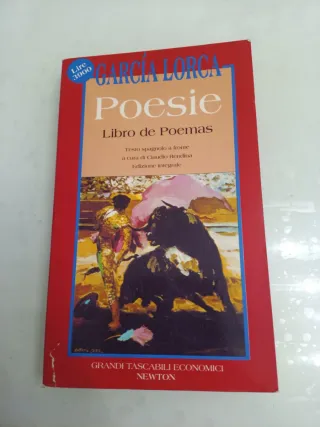 Lire
3900
GARCÍA LORCA
Poesie
Libro de Poemas
Testo spagnolo a fronte
a cura di Claudio Rendina
Edizione integrale
GRANDI TASCABILI ECONOMICI
NEWTON